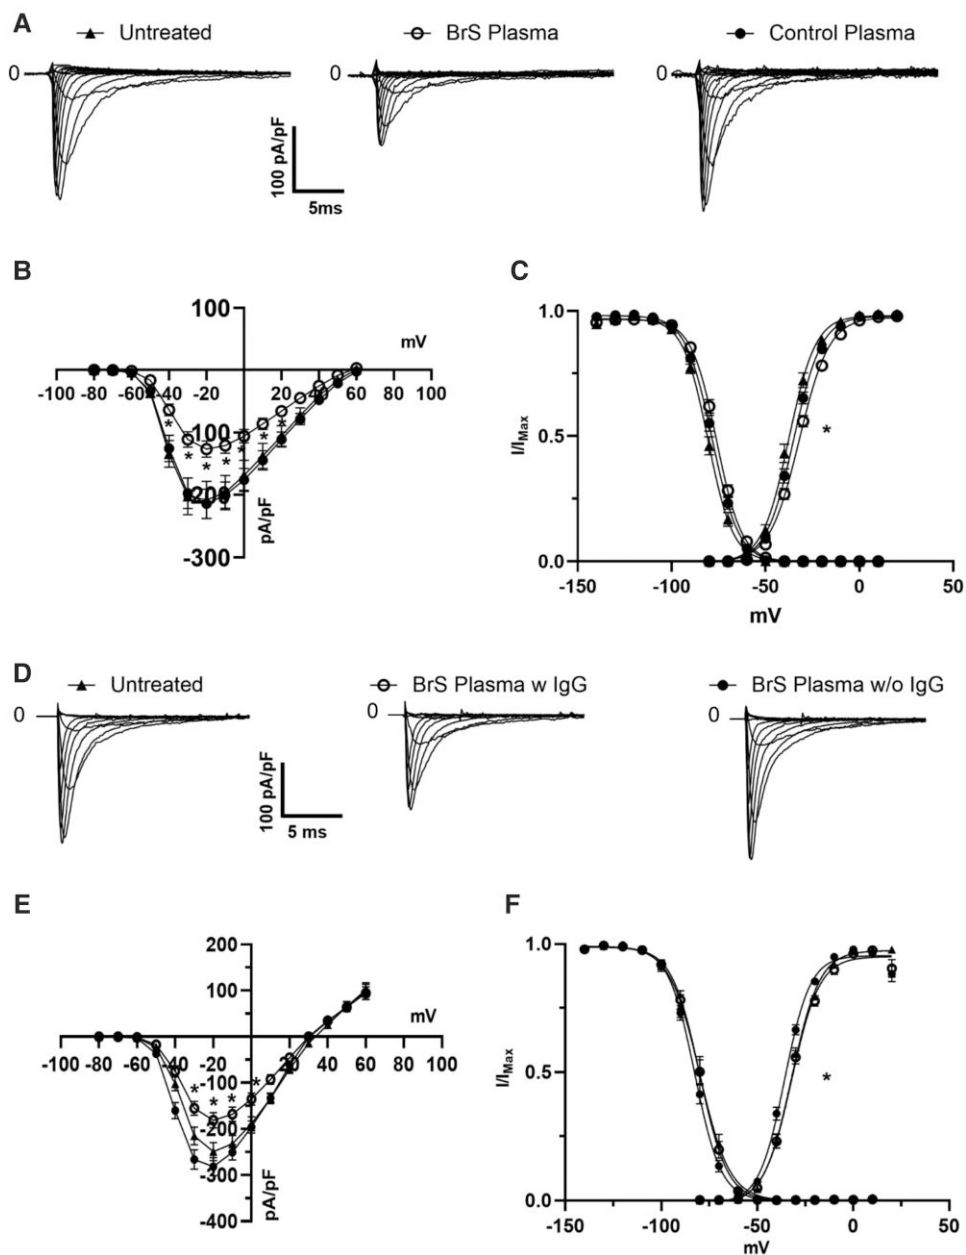 A
Untreated
BrS Plasma
Control Plasma
0
0
0
100 pA/pF
5ms
B
100
mV
-100 -80 -60 -40 -20 20 40 60 80 100
* * * * * * *
-100
-200
-300
pA/pF
C
1.0
0.5
0.0
I/IMax
*
-150 -100 -50 0 50
mV
D
Untreated
BrS Plasma w IgG
BrS Plasma w/o IgG
0
0
0
100 pA/pF
5 ms
E
200
100
mV
-100 -80 -60 -40 -20 20 40 60 80 100
* * * *
-100
-200
-300
-400
pA/pF
F
1.0
0.5
0.0
I/IMax
*
-150 -100 -50 0 50
mV